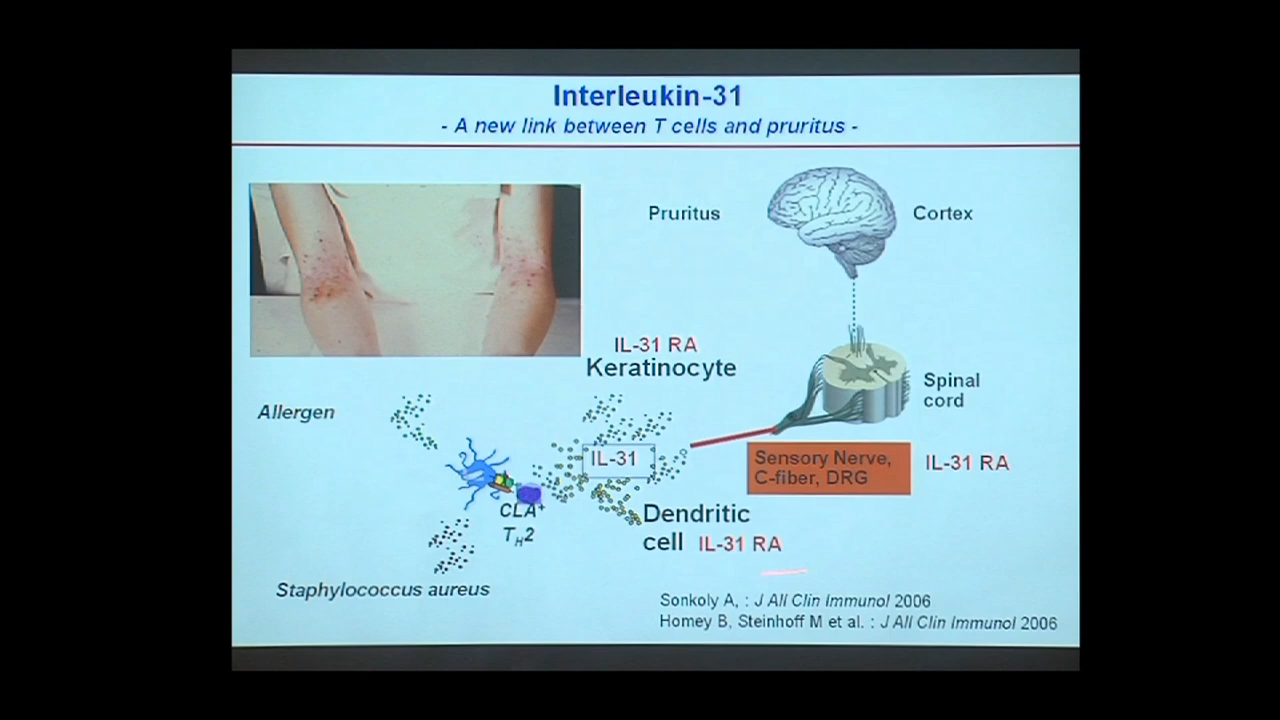 Interleukin-31
- A new link between T cells and pruritus -
Pruritus
Cortex
IL-31 RA
Keratinocyte
Spinal
cord
Allergen
IL-31
Sensory Nerve,
C-fiber, DRG
IL-31 RA
CLA+
TH2
Dendritic
cell IL-31 RA
Staphylococcus aureus
Sonkoly A, : J All Clin Immunol 2006
Homey B, Steinhoff M et al. : J All Clin Immunol 2006